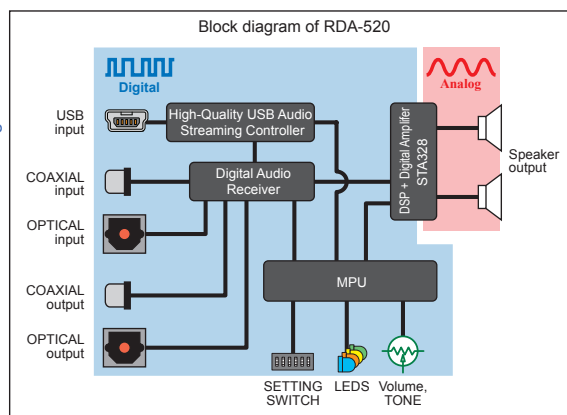 Block diagram of RDA-520
Digital
Analog
USB
input
High-Quality USB Audio
Streaming Controller
COAXIAL
input
Digital Audio
Receiver
DSP + Digital Amplifer
STA328
Speaker
output
OPTICAL
input
MPU
COAXIAL
output
OPTICAL
output
SETTING
SWITCH
LEDS
Volume,
TONE